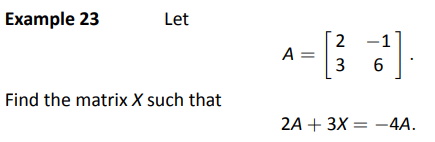 Example 23 Let
A = [2 -1
3 6].
Find the matrix X such that
2A + 3X = −4A.